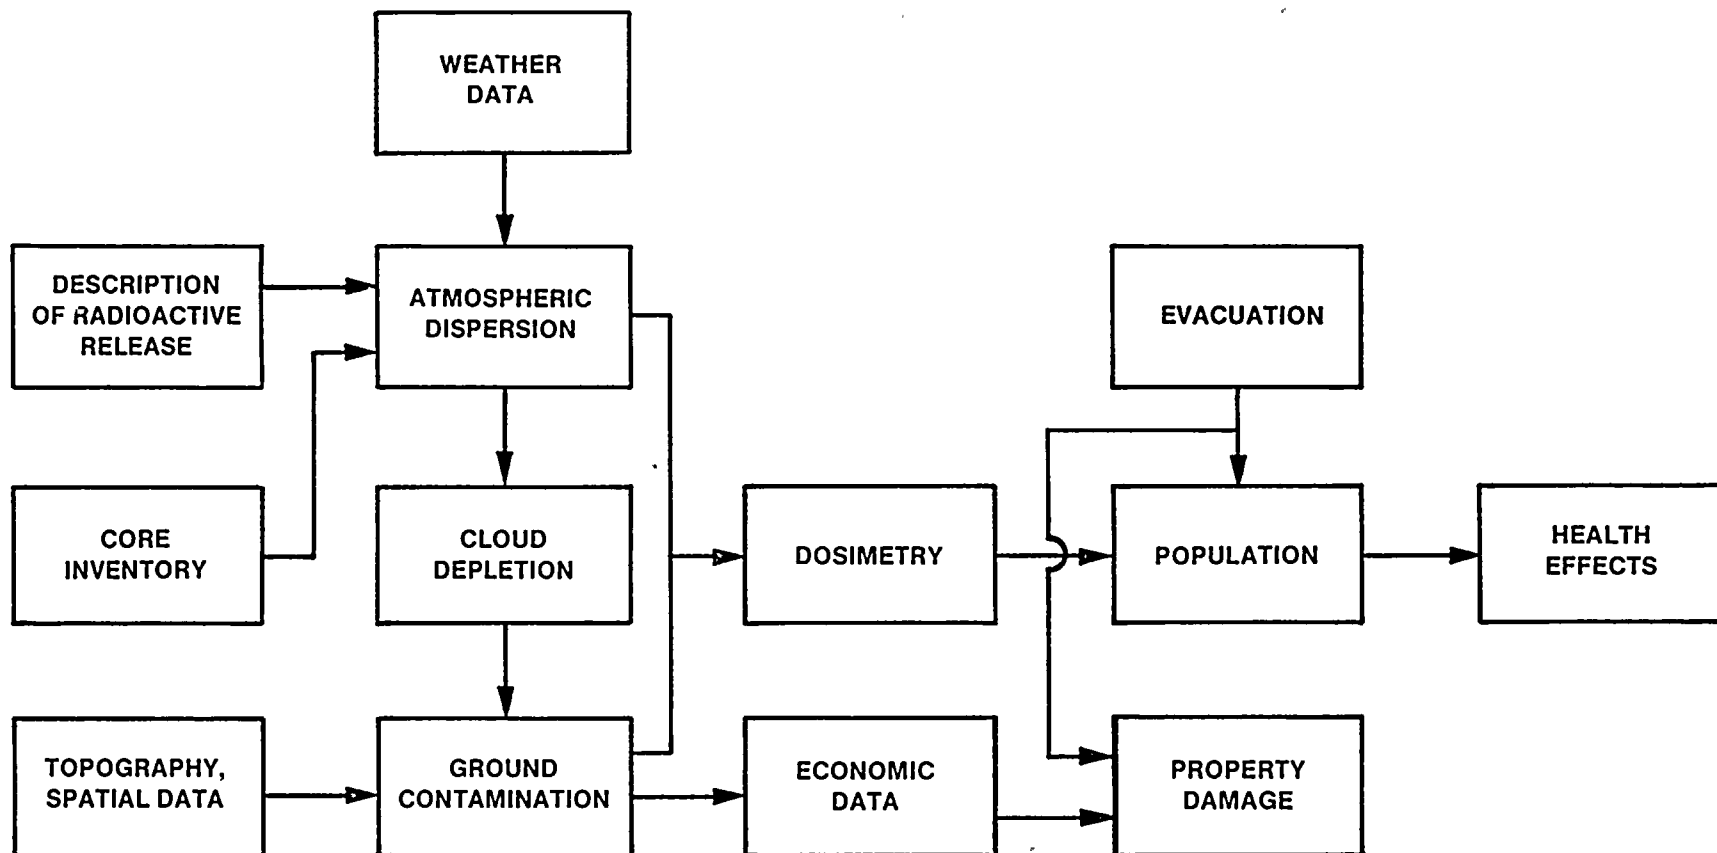 WEATHER
DATA
DESCRIPTION
OF RADIOACTIVE
RELEASE
ATMOSPHERIC
DISPERSION
EVACUATION
CORE
INVENTORY
CLOUD
DEPLETION
DOSIMETRY
POPULATION
HEALTH
EFFECTS
TOPOGRAPHY,
SPATIAL DATA
GROUND
CONTAMINATION
ECONOMIC
DATA
PROPERTY
DAMAGE